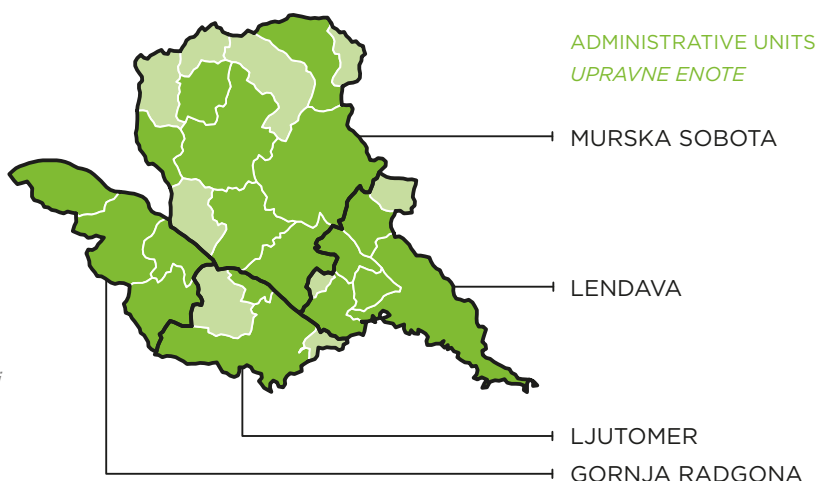 ADMINISTRATIVE UNITS
UPRAVNE ENOTE
MURSKA SOBOTA
LENDAVA
LJUTOMER
GORNJA RADGONA